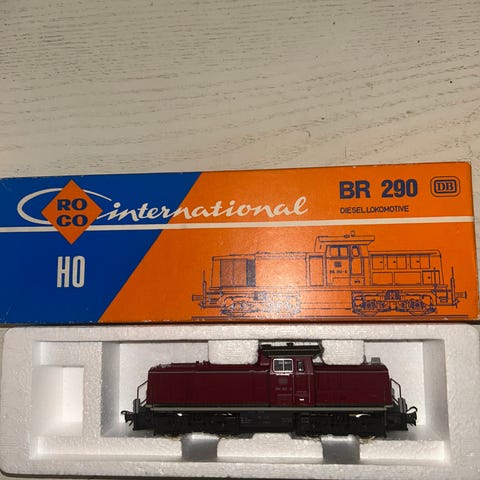 ROCO
international
BR 290
DB
DIESELLOKOMOTIVE
HO